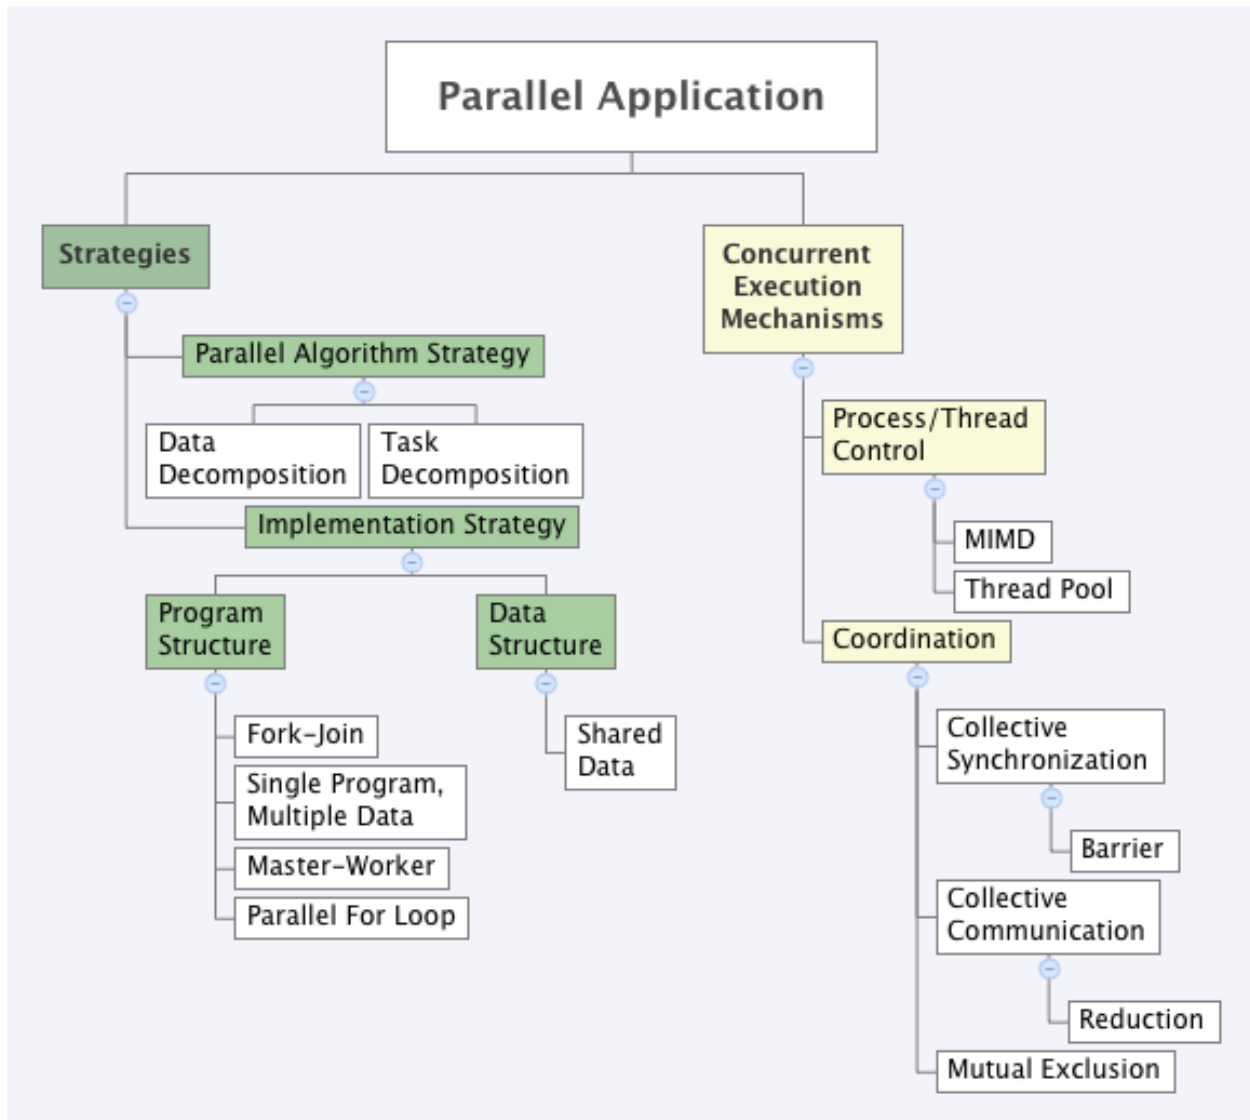 Parallel Application
Strategies
Parallel Algorithm Strategy
Data
Decomposition
Task
Decomposition
Implementation Strategy
Program
Structure
Fork-Join
Single Program,
Multiple Data
Master-Worker
Parallel For Loop
Data
Structure
Shared
Data
Concurrent
Execution
Mechanisms
Process/Thread
Control
MIMD
Thread Pool
Coordination
Collective
Synchronization
Barrier
Collective
Communication
Reduction
Mutual Exclusion